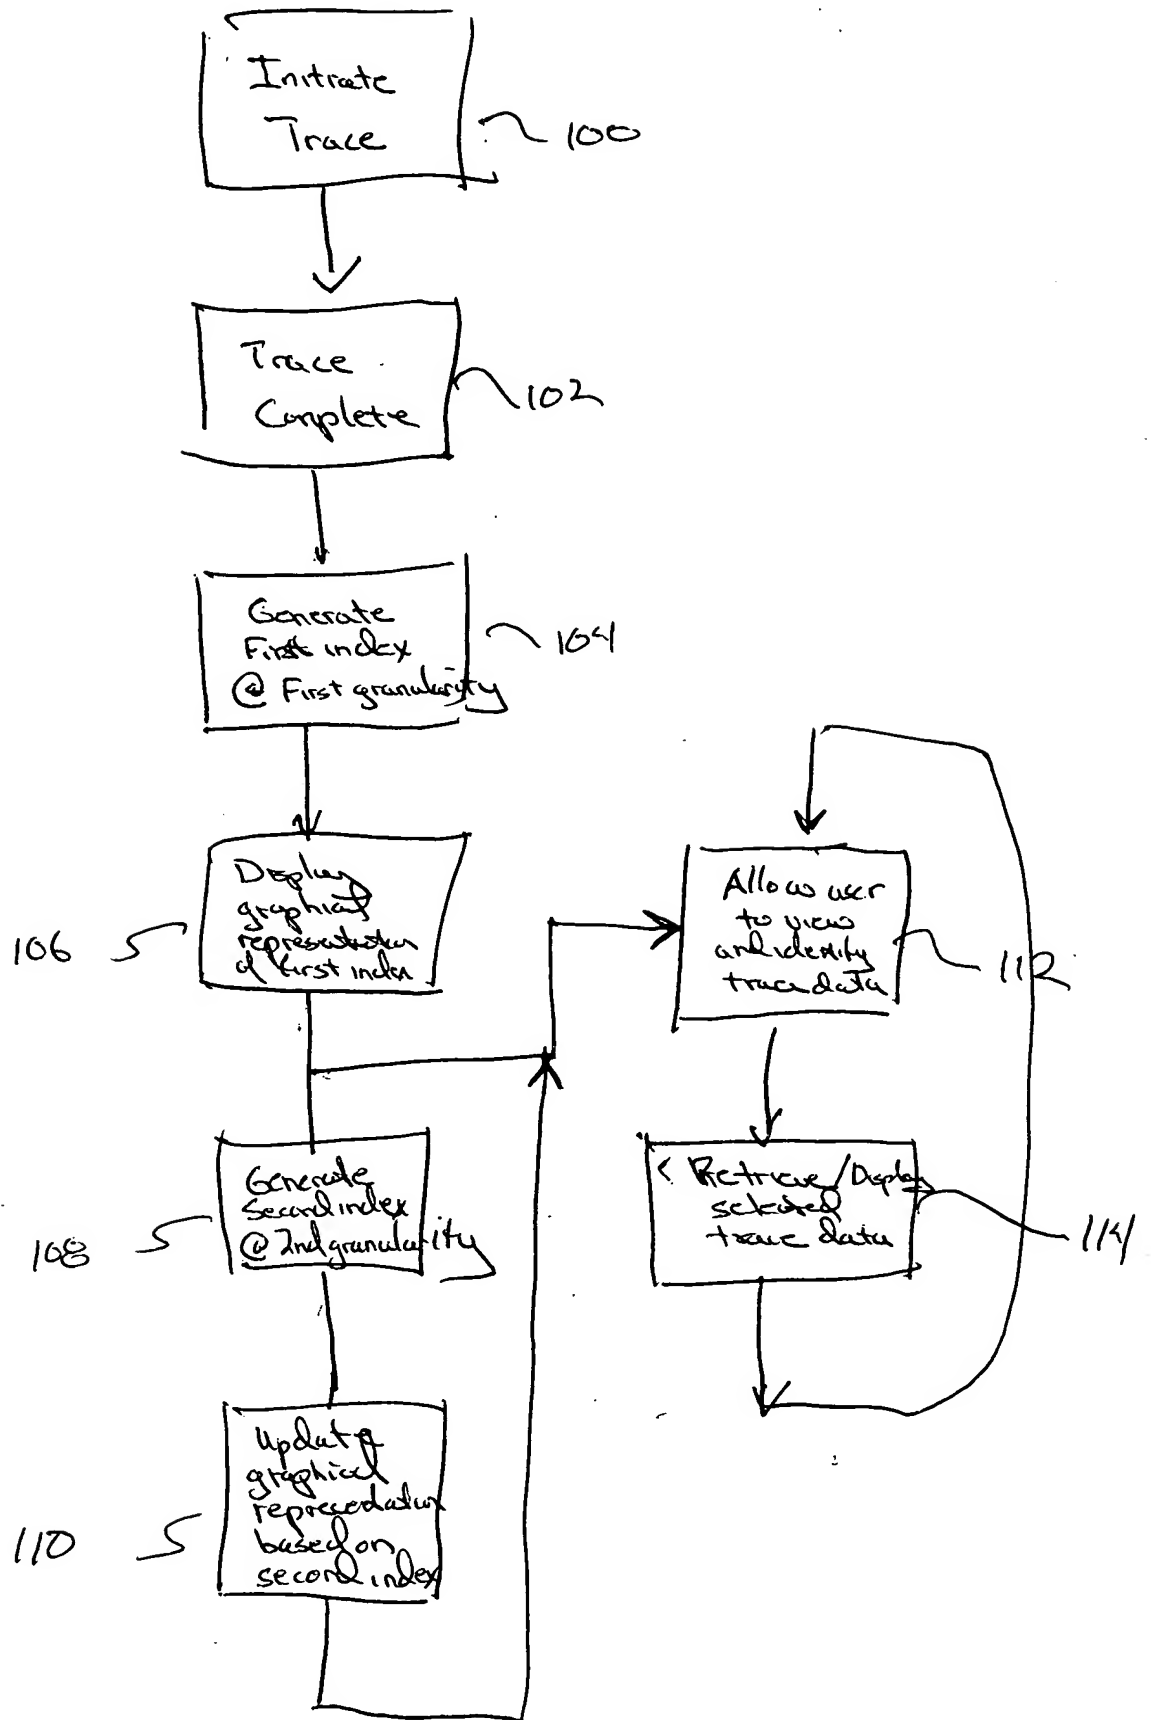 Initiate
Trace
100
Trace
Complete
102
Generate
First index
@ First granularity
104
Display
graphical
representation
of first index
106
Generate
Second index
@ 2nd granularity
108
Update
graphical
representation
based on
second index
110
Allow user
to view
and identify
trace data
112
Retrieve/Display
selected
trace data
114